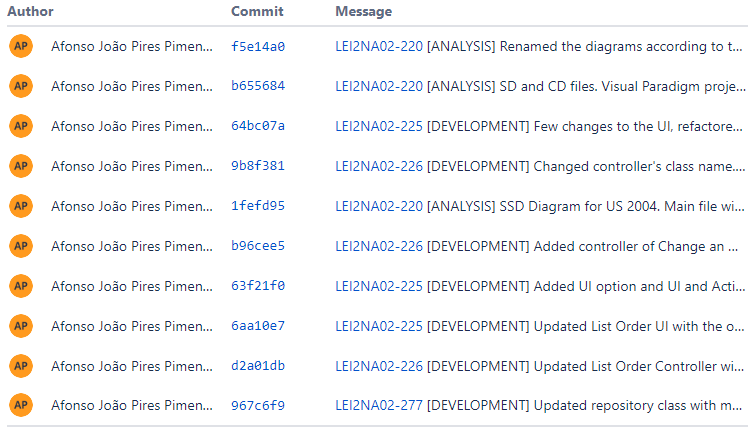 Author Commit Message
AP Afonso João Pires Pimen... f5e14a0 LEI2NA02-220 [ANALYSIS] Renamed the diagrams according to t...
AP Afonso João Pires Pimen... b655684 LEI2NA02-220 [ANALYSIS] SD and CD files. Visual Paradigm proje...
AP Afonso João Pires Pimen... 64bc07a LEI2NA02-225 [DEVELOPMENT] Few changes to the UI, refactore...
AP Afonso João Pires Pimen... 9b8f381 LEI2NA02-226 [DEVELOPMENT] Changed controller's class name....
AP Afonso João Pires Pimen... 1fefd95 LEI2NA02-220 [ANALYSIS] SSD Diagram for US 2004. Main file wi...
AP Afonso João Pires Pimen... b96cee5 LEI2NA02-226 [DEVELOPMENT] Added controller of Change an ...
AP Afonso João Pires Pimen... 63f21f0 LEI2NA02-225 [DEVELOPMENT] Added UI option and UI and Acti...
AP Afonso João Pires Pimen... 6aa10e7 LEI2NA02-225 [DEVELOPMENT] Updated List Order UI with the o...
AP Afonso João Pires Pimen... d2a01db LEI2NA02-226 [DEVELOPMENT] Updated List Order Controller wi...
AP Afonso João Pires Pimen... 967c6f9 LEI2NA02-277 [DEVELOPMENT] Updated repository class with m...